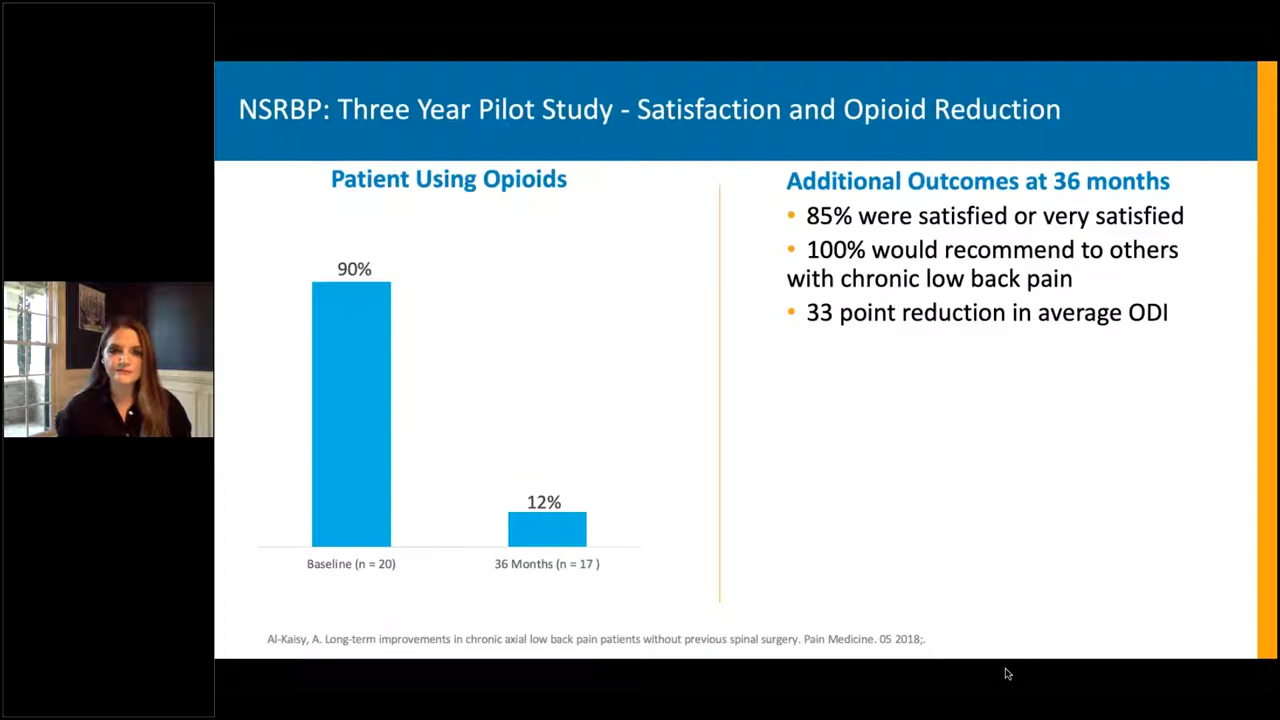 NSRBP: Three Year Pilot Study - Satisfaction and Opioid Reduction
Patient Using Opioids
90%
12%
Baseline (n = 20)
36 Months (n = 17 )
Additional Outcomes at 36 months
• 85% were satisfied or very satisfied
• 100% would recommend to others
with chronic low back pain
• 33 point reduction in average ODI
Al-Kaisy, A. Long-term improvements in chronic axial low back pain patients without previous spinal surgery. Pain Medicine. 05 2018;.